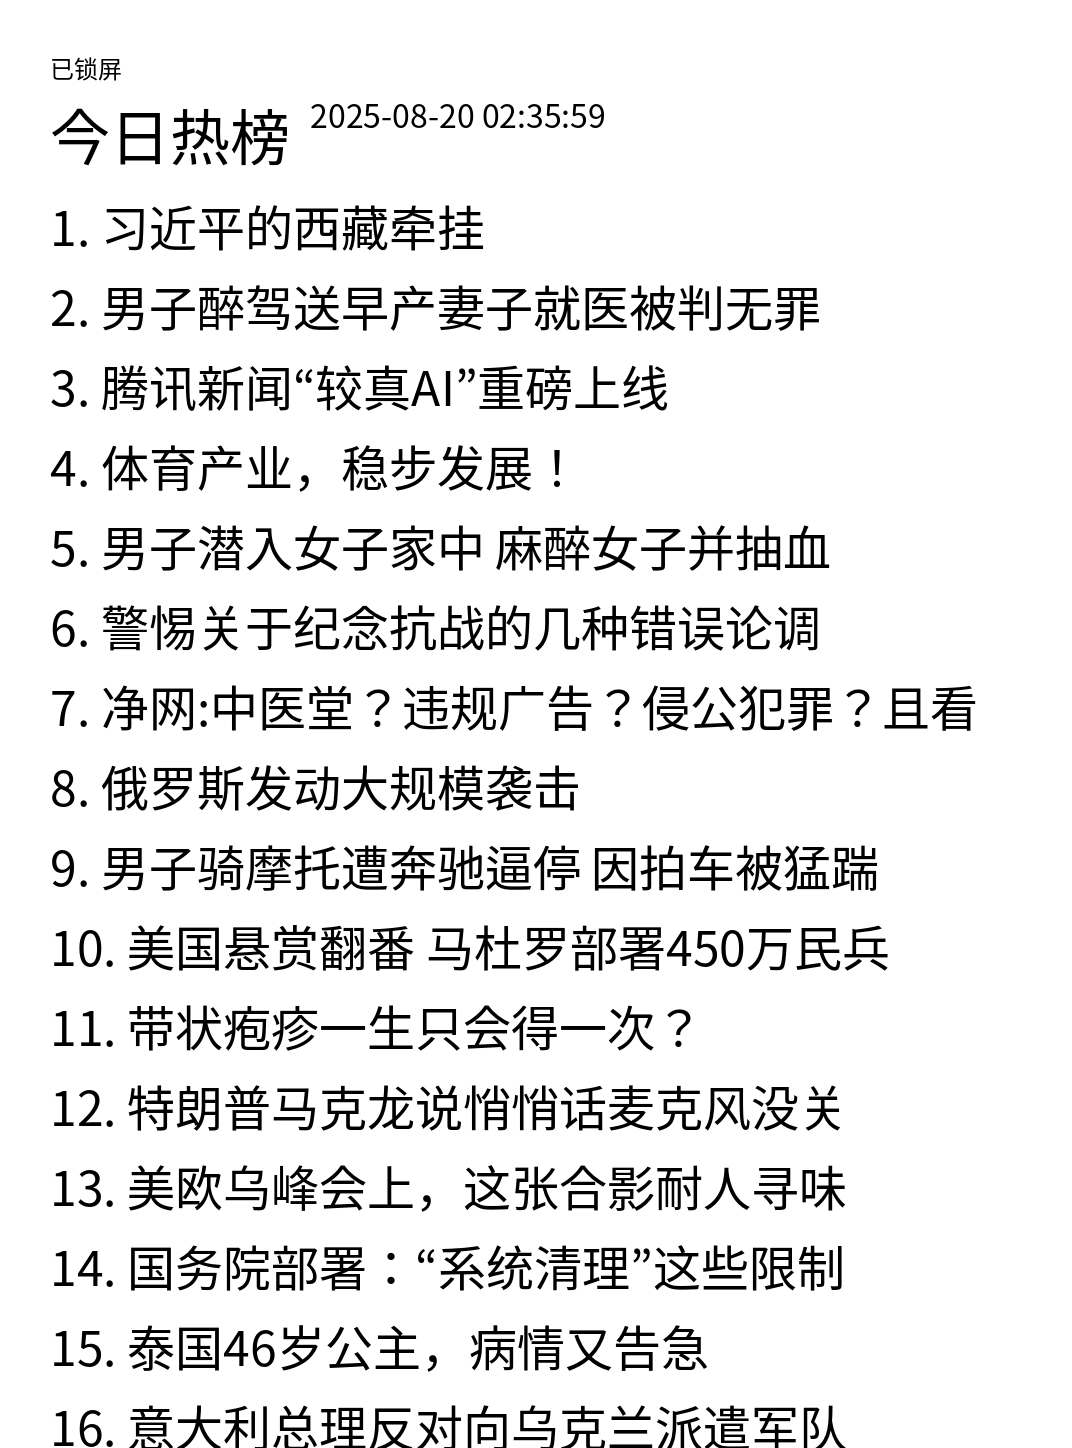 已锁屏
今日热榜 2025-08-20 02:35:59
1. 习近平的西藏牵挂
2. 男子醉驾送早产妻子就医被判无罪
3. 腾讯新闻“较真AI”重磅上线
4. 体育产业，稳步发展！
5. 男子潜入女子家中 麻醉女子并抽血
6. 警惕关于纪念抗战的几种错误论调
7. 净网:中医堂？违规广告？侵公犯罪？且看
8. 俄罗斯发动大规模袭击
9. 男子骑摩托遭奔驰逼停 因拍车被猛踹
10. 美国悬赏翻番 马杜罗部署450万民兵
11. 带状疱疹一生只会得一次？
12. 特朗普马克龙说悄悄话麦克风没关
13. 美欧乌峰会上，这张合影耐人寻味
14. 国务院部署：“系统清理”这些限制
15. 泰国46岁公主，病情又告急
16. 意大利总理反对向乌克兰派遣军队